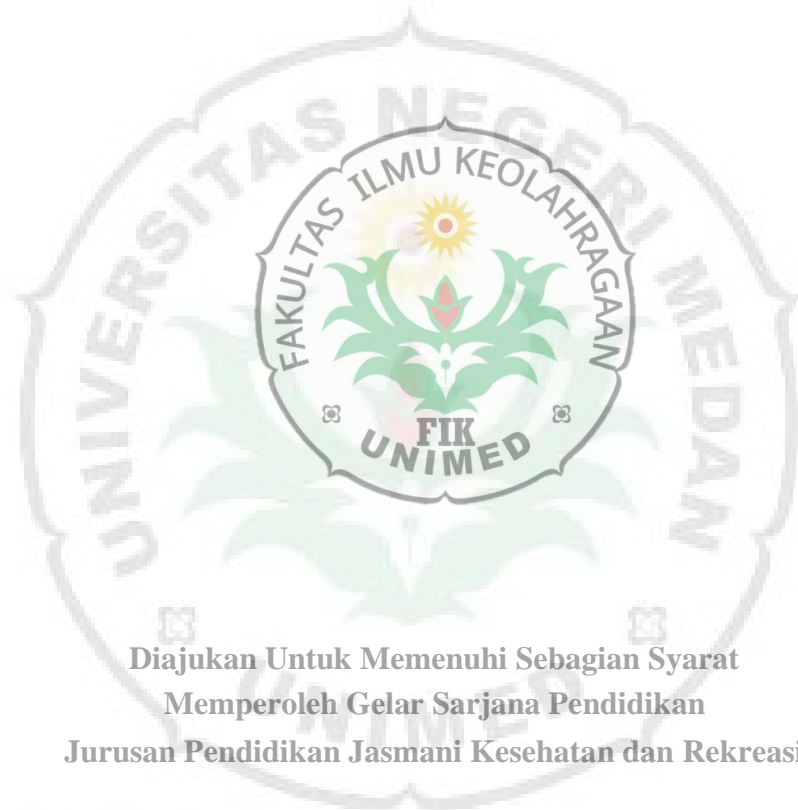 UNIVERSITAS NEGERI MEDAN
FAKULTAS ILMU KEOLAHRAGAAN
FIK
UNIMED
Diajukan Untuk Memenuhi Sebagian Syarat
Memperoleh Gelar Sarjana Pendidikan
Jurusan Pendidikan Jasmani Kesehatan dan Rekreasi
UNIMED